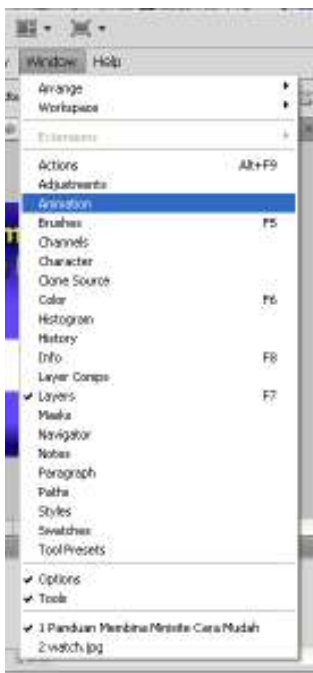 Window Help
Arrange
Workspace
Extensions
Actions Alt+F9
Adjustments
Animation
Brushes F5
Channels
Character
Clone Source
Color F6
Histogram
History
Info F8
Layer Comps
Layers F7
Masks
Navigator
Notes
Paragraph
Paths
Styles
Swatches
Tool Presets
Options
Tools
1 Panduan Membina Minisite Cara Mudah
2 watch.jpg